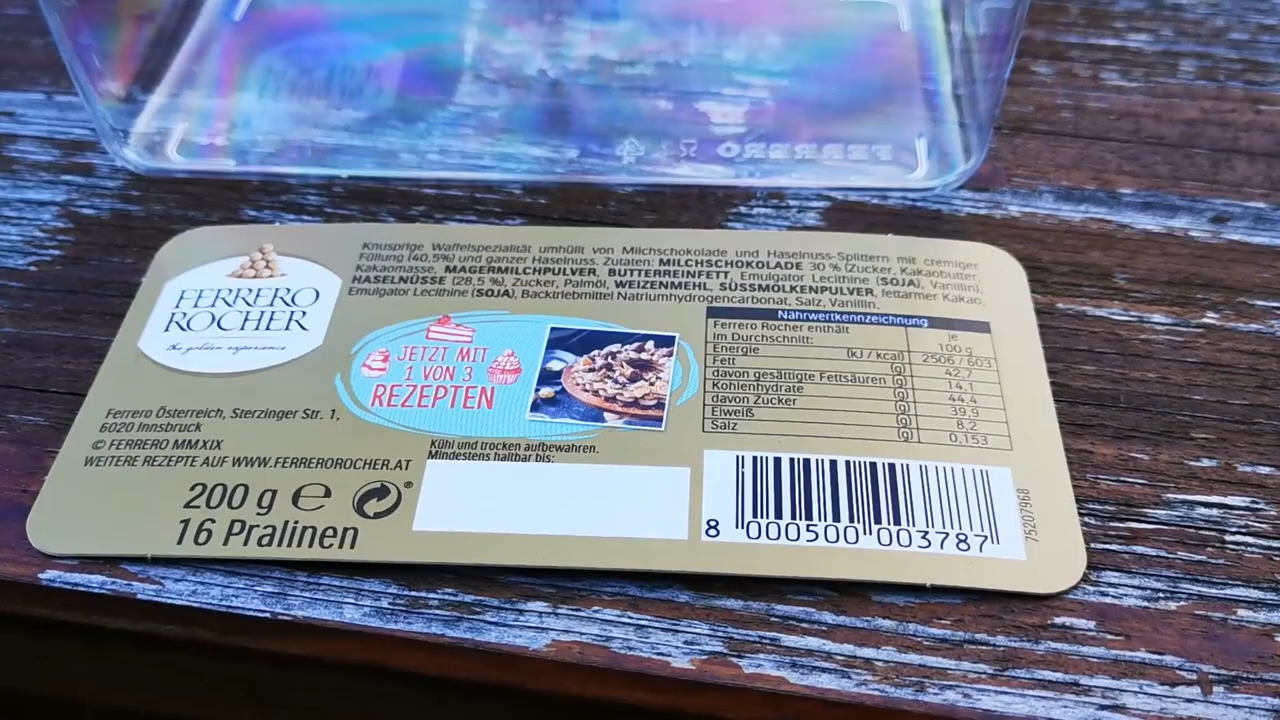 FERRERO
Knusprige Waffelspezialität umhüllt von Milchschokolade und Haselnuss-Splittern mit cremiger
Füllung (40,5%) und ganzer Haselnuss. Zutaten: MILCHSCHOKOLADE 30 % (Zucker, Kakaobutter,
Kakaomasse, MAGERMILCHPULVER, BUTTERREINFETT, Emulgator Lecithine (SOJA), Vanillin),
HASELNÜSSE (28,5 %), Zucker, Palmöl, WEIZENMEHL, SÜSSMOLKENPULVER, fettarmer Kakao,
Emulgator Lecithine (SOJA), Backtriebmittel Natriumhydrogencarbonat, Salz, Vanillin.
FERRERO
ROCHER
the golden experience
JETZT MIT
1 VON 3
REZEPTEN
Nährwertkennzeichnung
Ferrero Rocher enthält
im Durchschnitt: je 100 g
Energie (kJ / kcal) 2506 / 603
Fett (g) 42,7
davon gesättigte Fettsäuren (g) 14,1
Kohlenhydrate (g) 44,4
davon Zucker (g) 39,9
Eiweiß (g) 8,2
Salz (g) 0,153
Ferrero Österreich, Sterzinger Str. 1,
6020 Innsbruck
© FERRERO MMXIX
WEITERE REZEPTE AUF WWW.FERREROROCHER.AT
200 g e
16 Pralinen
Kühl und trocken aufbewahren.
Mindestens haltbar bis:
8 000500 003787
75207968